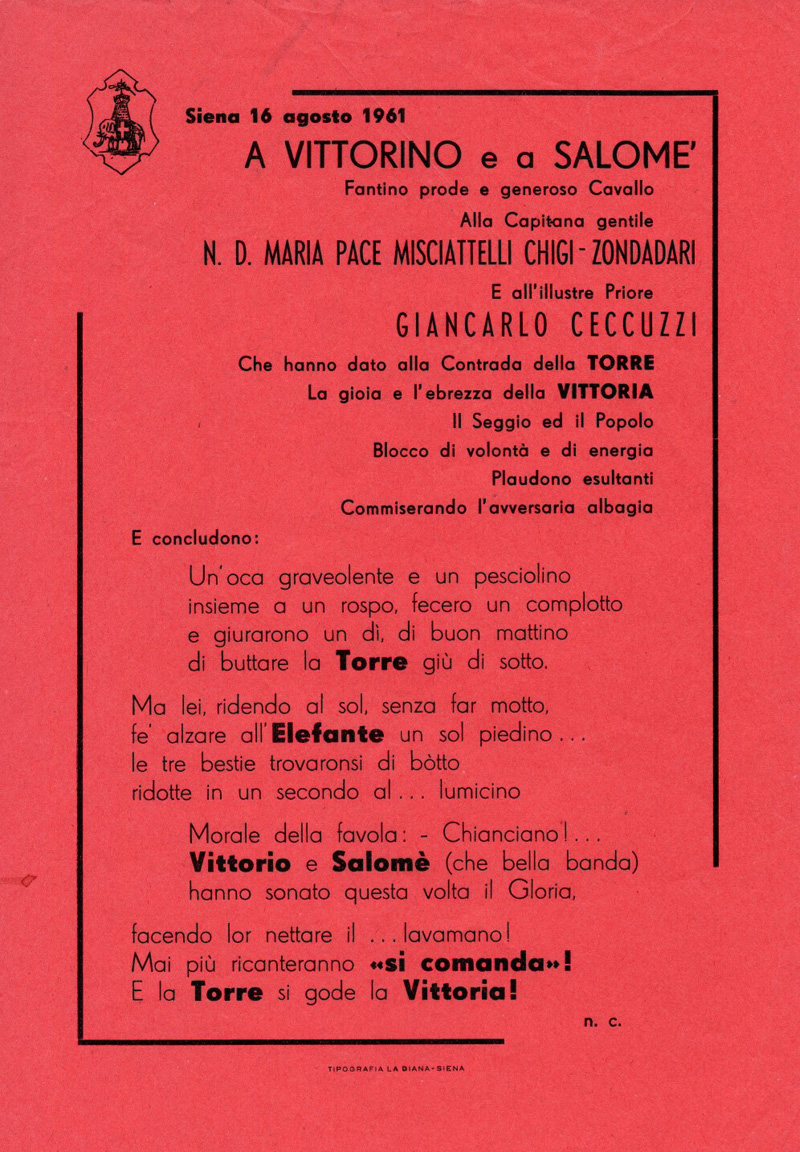 Siena 16 agosto 1961
A VITTORINO e a SALOME'
Fantino prode e generoso Cavallo
Alla Capitana gentile
N. D. MARIA PACE MISCIATTELLI CHIGI - ZONDADARI
E all'illustre Priore
GIANCARLO CECCUZZI
Che hanno dato alla Contrada della TORRE
La gioia e l'ebrezza della VITTORIA
Il Seggio ed il Popolo
Blocco di volontà e di energia
Plaudono esultanti
Commiserando l'avversaria albagia
E concludono:
Un'oca graveolente e un pesciolino
insieme a un rospo, fecero un complotto
e giurarono un dì, di buon mattino
di buttare la Torre giù di sotto.
Ma lei, ridendo al sol, senza far motto,
fe' alzare all'Elefante un sol piedino ...
le tre bestie trovaronsi di bòtto
ridotte in un secondo al ... lumicino
Morale della favola: - Chianciano! ...
Vittorio e Salomè (che bella banda)
hanno sonato questa volta il Gloria,
facendo lor nettare il ... lavamano!
Mai più ricanteranno «si comanda»!
E la Torre si gode la Vittoria!
n. c.
TIPOGRAFIA LA DIANA - SIENA